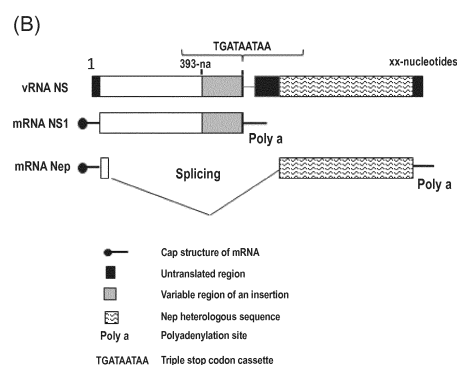 (B)
TGATAATAA
1
393-na
xx-nucleotides
vRNA NS
mRNA NS1
Poly a
mRNA Nep
Splicing
Poly a
Cap structure of mRNA
Untranslated region
Variable region of an insertion
Nep heterologous sequence
Poly a Polyadenylation site
TGATAATAA Triple stop codon cassette